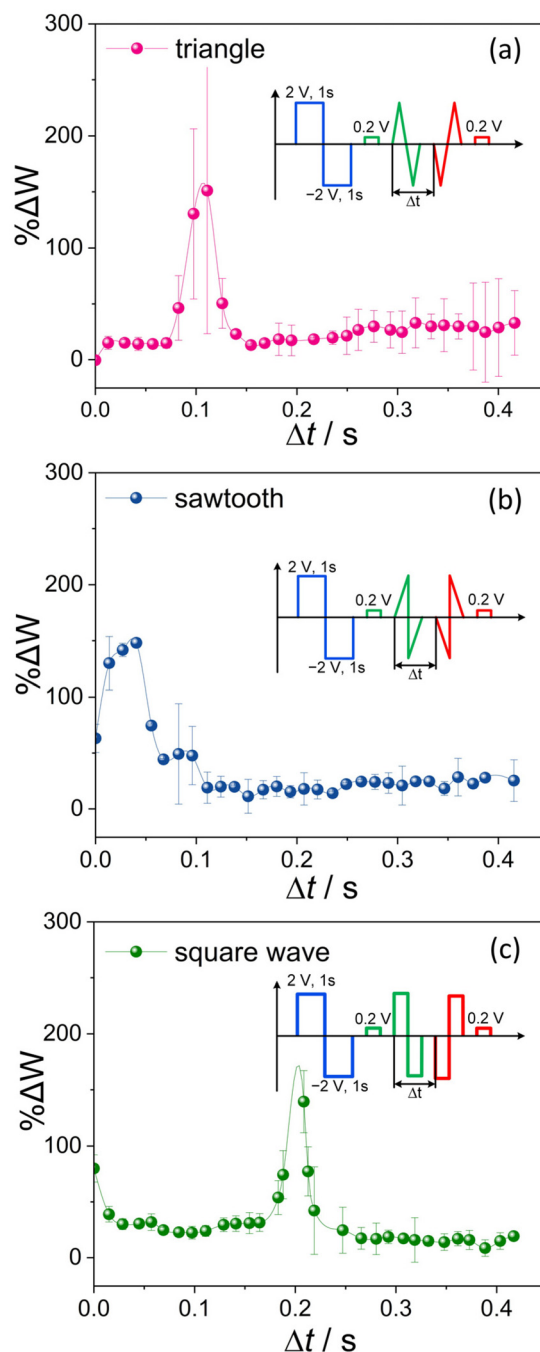 300
triangle
(a)
2 V, 1s
0.2 V
0.2 V
−2 V, 1s
Δt
200
%ΔW
100
0
0.0 0.1 0.2 0.3 0.4
Δt / s
300
sawtooth
(b)
2 V, 1s
0.2 V
0.2 V
−2 V, 1s
Δt
200
%ΔW
100
0
0.0 0.1 0.2 0.3 0.4
Δt / s
300
square wave
(c)
2 V, 1s
0.2 V
0.2 V
−2 V, 1s
Δt
200
%ΔW
100
0
0.0 0.1 0.2 0.3 0.4
Δt / s